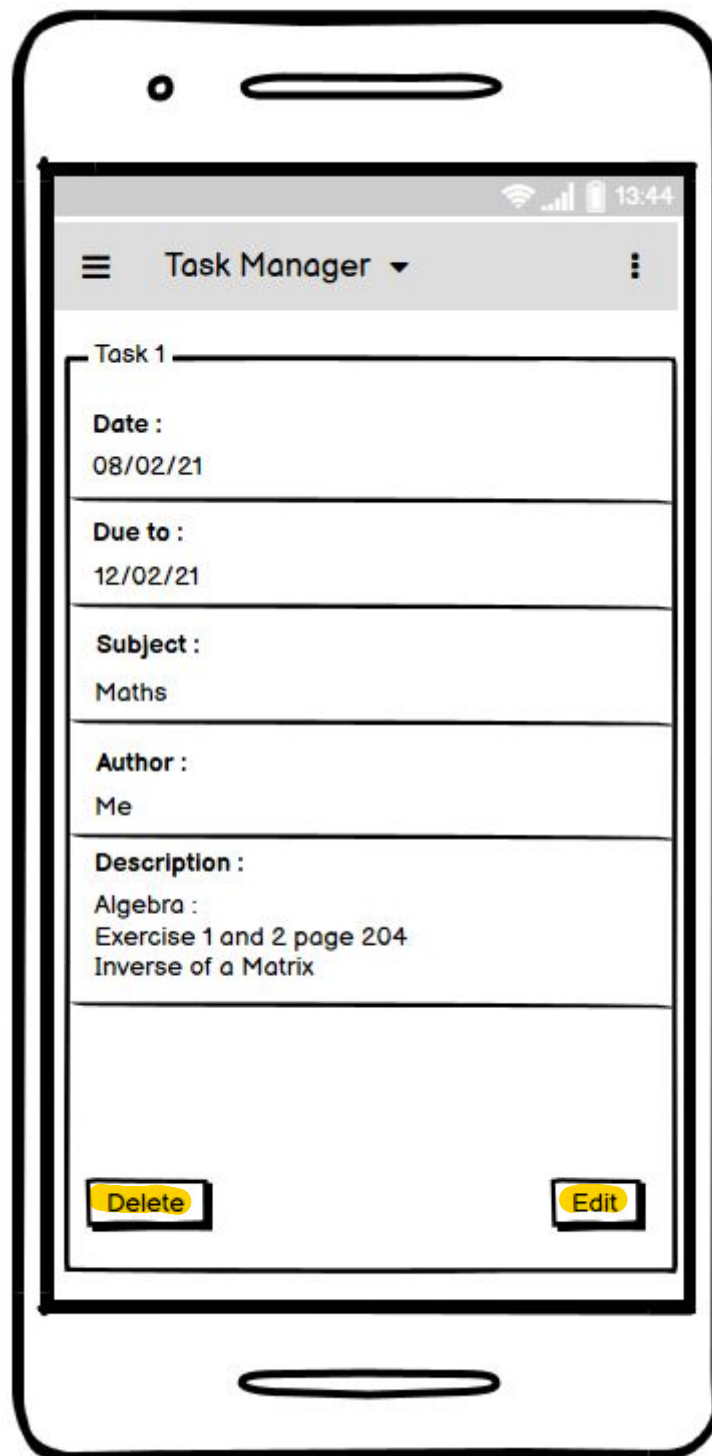 13:44
Task Manager
Task 1
Date :
08/02/21
Due to :
12/02/21
Subject :
Maths
Author :
Me
Description :
Algebra :
Exercise 1 and 2 page 204
Inverse of a Matrix
Delete
Edit